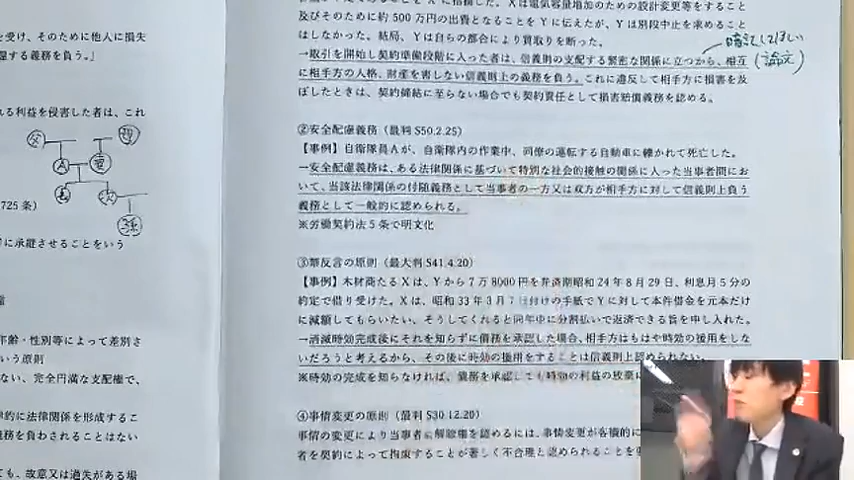 を受け、そのために他人に損失
する義務を負う。」
れる利益を侵害した者は、これ
父
A
妻
次
孫
725 条)
に承継させることをいう
年齢・性別等によって差別さ
いう原則
ない、完全円満な支配権で、
的に法律関係を形成するこ
義務を負わされることはない
ても、故意又は過失がある場
X は電気容量増加のための設計変更等をすること
及びそのために約 500 万円の出費となることを Y に伝えたが、Y は別段中止を求めること
はしなかった。結局、Y は自らの都合により買取りを断った。
→取引を開始し契約準備段階に入った者は、信義則の支配する緊密な関係に立つから、相互
に相手方の人格、財産を害しない信義則上の義務を負う。これに違反して相手方に損害を及
ぼしたときは、契約締結に至らない場合でも契約責任として損害賠償義務を認める。
暗記してほしい
(論文)
②安全配慮義務（最判 S50.2.25）
【事例】自衛隊員 A が、自衛隊内の作業中、同僚の運転する自動車に轢かれて死亡した。
→安全配慮義務は、ある法律関係に基づいて特別な社会的接触の関係に入った当事者間にお
いて、当該法律関係の付随義務として当事者の一方又は双方が相手方に対して信義則上負う
義務として一般的に認められる。
※労働契約法 5 条で明文化
③禁反言の原則（最大判 S41.4.20）
【事例】木材商たる X は、Y から 7 万 8000 円を弁済期昭和 24 年 8 月 29 日、利息月 5 分の
約定で借り受けた。X は、昭和 33 年 3 月 7 日付けの手紙で Y に対して本件借金を元本だけ
に減額してもらいたい、そうしてくれると同年中に分割払いで返済できる旨を申し入れた。
→消滅時効完成後にそれを知らずに債務を承認した場合、相手方はもはや時効の援用をしな
いだろうと考えるから、その後に時効の援用をすることは信義則上認められない。
※時効の完成を知らなければ、債務を承認しても時効の利益の放棄に
④事情変更の原則（最判 S30.12.20）
事情の変更により当事者に解除権を認めるには、事情変更が客観的に
者を契約によって拘束することが著しく不合理と認められることを